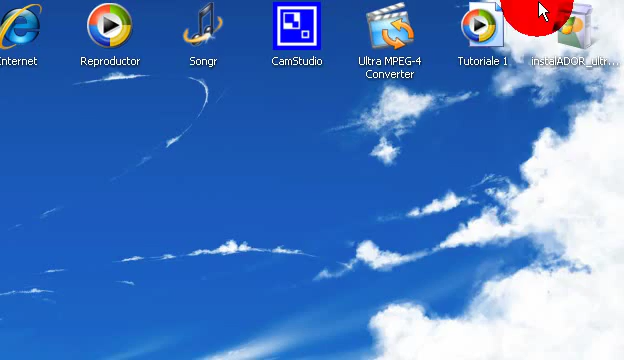 Internet
Reproductor
Songr
CamStudio
Ultra MPEG-4
Converter
Tutoriale 1
instalADOR_ultr...